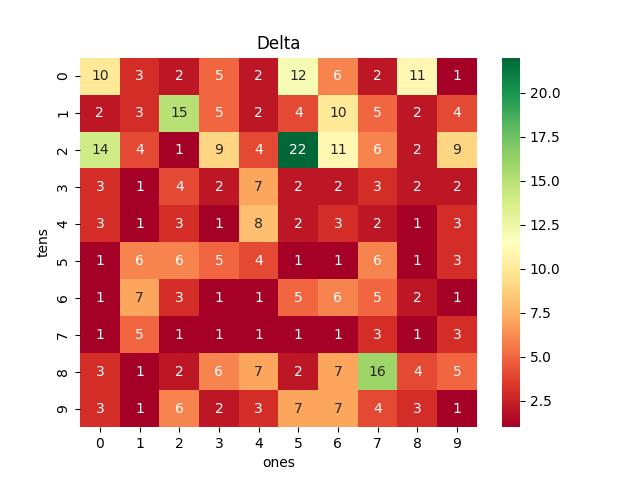 Delta
0 10 3 2 5 2 12 6 2 11 1
1 2 3 15 5 2 4 10 5 2 4
2 14 4 1 9 4 22 11 6 2 9
3 3 1 4 2 7 2 2 3 2 2
4 3 1 3 1 8 2 3 2 1 3
5 1 6 6 5 4 1 1 6 1 3
6 1 7 3 1 1 5 6 5 2 1
7 1 5 1 1 1 1 1 3 1 3
8 3 1 2 6 7 2 7 16 4 5
9 3 1 6 2 3 7 7 4 3 1
0 1 2 3 4 5 6 7 8 9
ones
tens
20.0
17.5
15.0
12.5
10.0
7.5
5.0
2.5